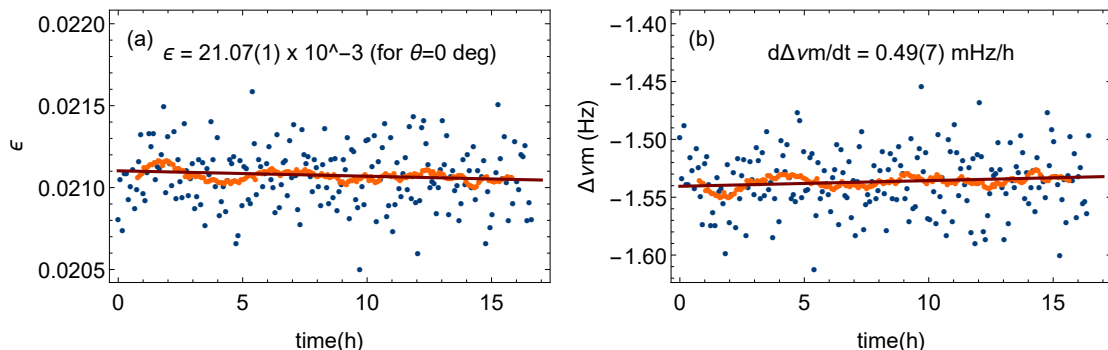 (a)
ϵ = 21.07(1) x 10^−3 (for θ=0 deg)
0.0220
0.0215
0.0210
0.0205
ϵ
0 5 10 15
time(h)
(b)
dΔνm/dt = 0.49(7) mHz/h
−1.40
−1.45
−1.50
−1.55
−1.60
Δνm (Hz)
0 5 10 15
time(h)